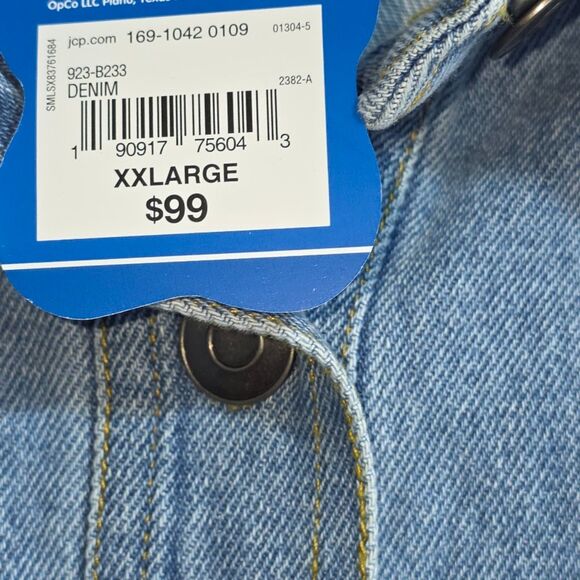 OpCo LLC Plano, Texas
jcp.com 169-1042 0109 01304-5
SMLSX83761684
923-B233
DENIM 2382-A
1 90917 75604 3
XXLARGE
$99